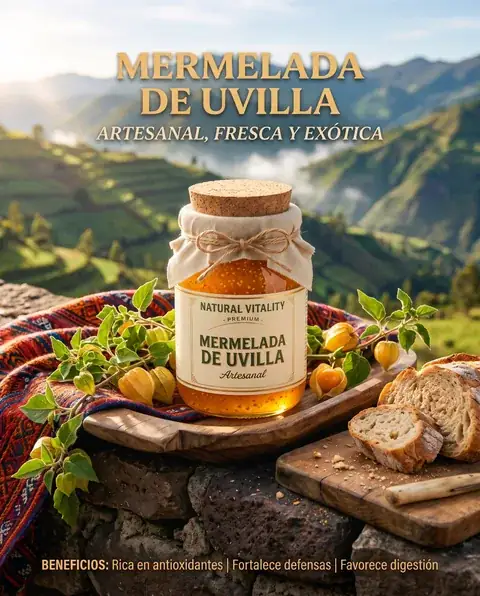 MERMELADA
DE UVILLA
ARTESANAL, FRESCA Y EXÓTICA
NATURAL VITALITY
PREMIUM
MERMELADA
DE UVILLA
Artesanal
BENEFICIOS: Rica en antioxidantes | Fortalece defensas | Favorece digestión